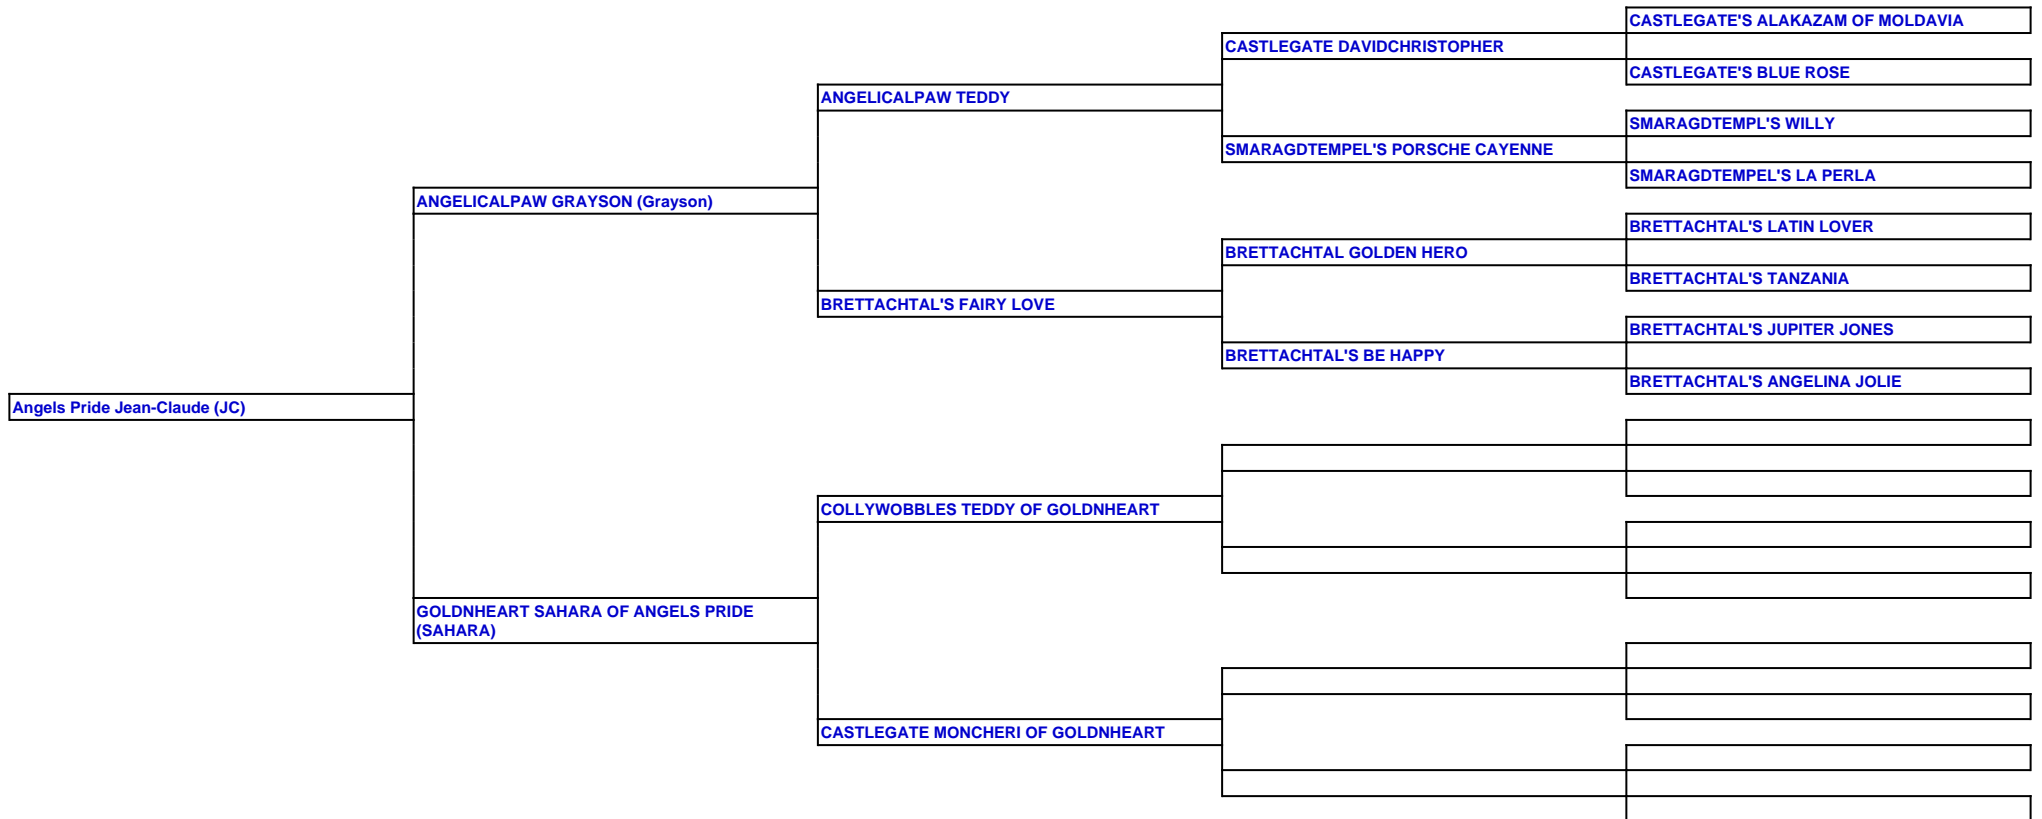 CASTLEGATE'S ALAKAZAM OF MOLDAVIA
CASTLEGATE DAVIDCHRISTOPHER
CASTLEGATE'S BLUE ROSE
ANGELICALPAW TEDDY
SMARAGDTEMPL'S WILLY
SMARAGDTEMPEL'S PORSCHE CAYENNE
SMARAGDTEMPEL'S LA PERLA
ANGELICALPAW GRAYSON (Grayson)
BRETTACHTAL'S LATIN LOVER
BRETTACHTAL GOLDEN HERO
BRETTACHTAL'S TANZANIA
BRETTACHTAL'S FAIRY LOVE
BRETTACHTAL'S JUPITER JONES
BRETTACHTAL'S BE HAPPY
BRETTACHTAL'S ANGELINA JOLIE
Angels Pride Jean-Claude (JC)
COLLYWOBBLES TEDDY OF GOLDNHEART
GOLDNHEART SAHARA OF ANGELS PRIDE
(SAHARA)
CASTLEGATE MONCHERI OF GOLDNHEART